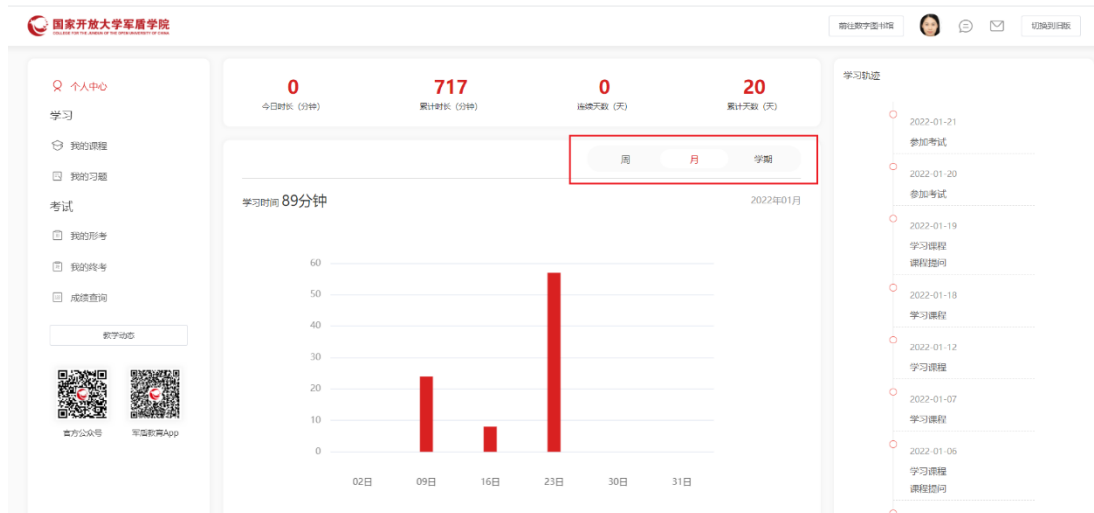 国家开放大学军盾学院
COLLEGE FOR THE JUNDUN OF THE OPEN UNIVERSITY OF CHINA
前往数字图书馆
切换到旧版
个人中心
学习
我的课程
我的习题
考试
我的形考
我的终考
成绩查询
教学动态
官方公众号
军盾教育App
0
今日时长（分钟）
717
累计时长（分钟）
0
连续天数（天）
20
累计天数（天）
周
月
学期
学习时间 89分钟
2022年01月
60
50
40
30
20
10
0
02日
09日
16日
23日
30日
31日
学习轨迹
2022-01-21
参加考试
2022-01-20
参加考试
2022-01-19
学习课程
课程提问
2022-01-18
学习课程
2022-01-12
学习课程
2022-01-07
学习课程
2022-01-06
学习课程
课程提问